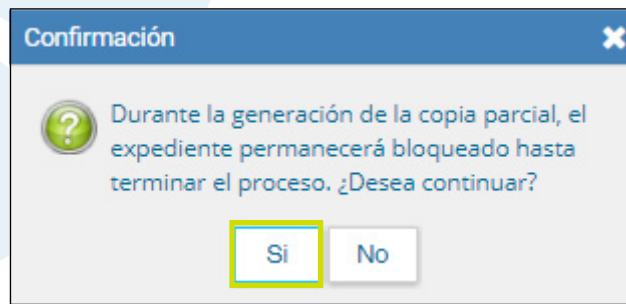 Confirmación
Durante la generación de la copia parcial, el
expediente permanecerá bloqueado hasta
terminar el proceso. ¿Desea continuar?
Si No